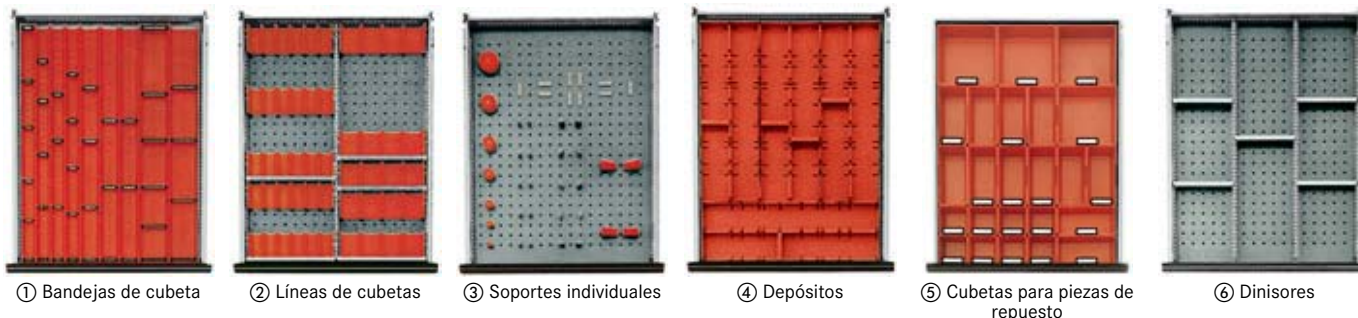 ① Bandejas de cubeta
② Líneas de cubetas
③ Soportes individuales
④ Depósitos
⑤ Cubetas para piezas de
repuesto
⑥ Dinisores